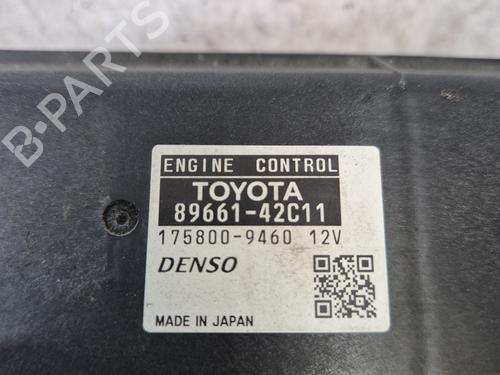 B-PARTS
ENGINE CONTROL
TOYOTA
89661-42C11
175800-9460 12V
DENSO
MADE IN JAPAN